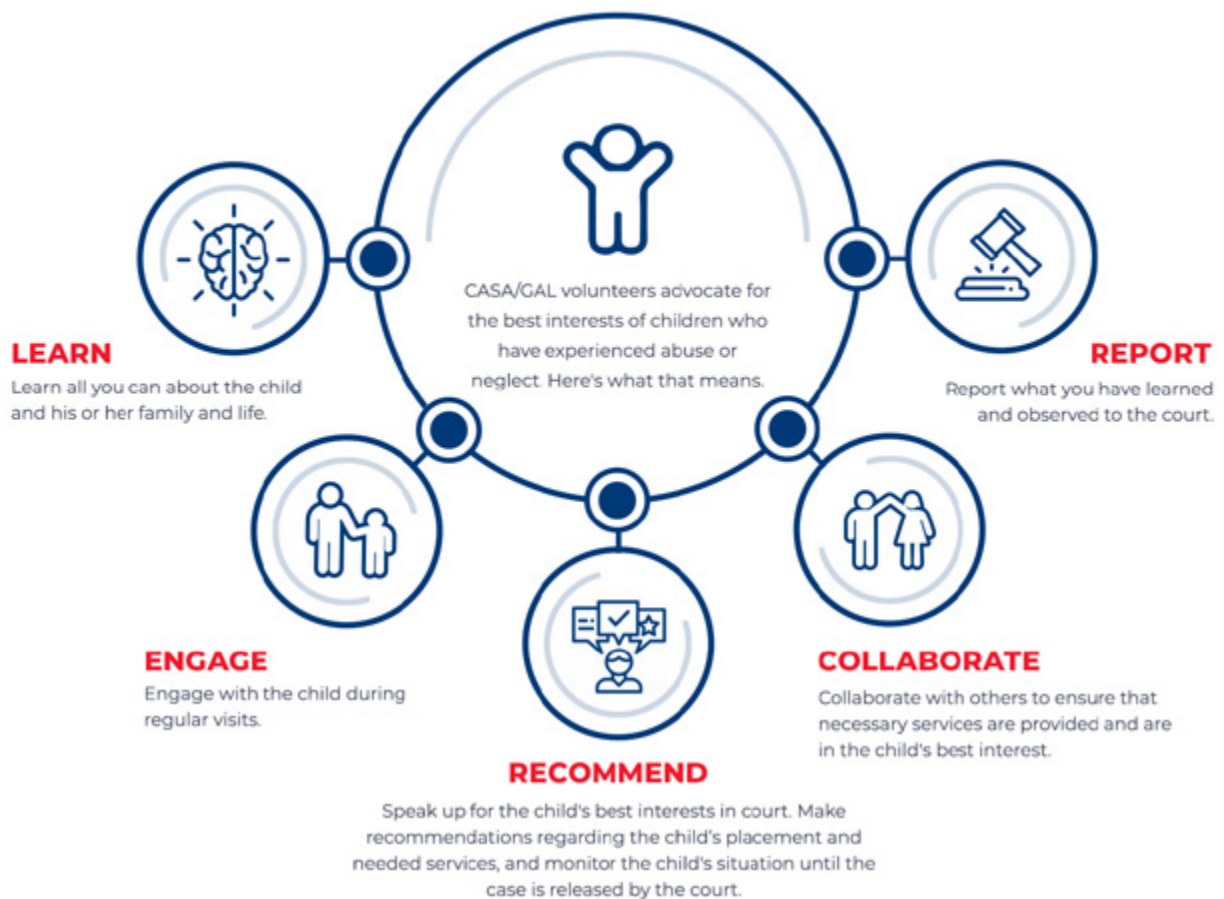 CASA/GAL volunteers advocate for
the best interests of children who
have experienced abuse or
neglect. Here's what that means.
LEARN
Learn all you can about the child
and his or her family and life.
ENGAGE
Engage with the child during
regular visits.
RECOMMEND
Speak up for the child's best interests in court. Make
recommendations regarding the child's placement and
needed services, and monitor the child's situation until the
case is released by the court.
COLLABORATE
Collaborate with others to ensure that
necessary services are provided and are
in the child's best interest.
REPORT
Report what you have learned
and observed to the court.